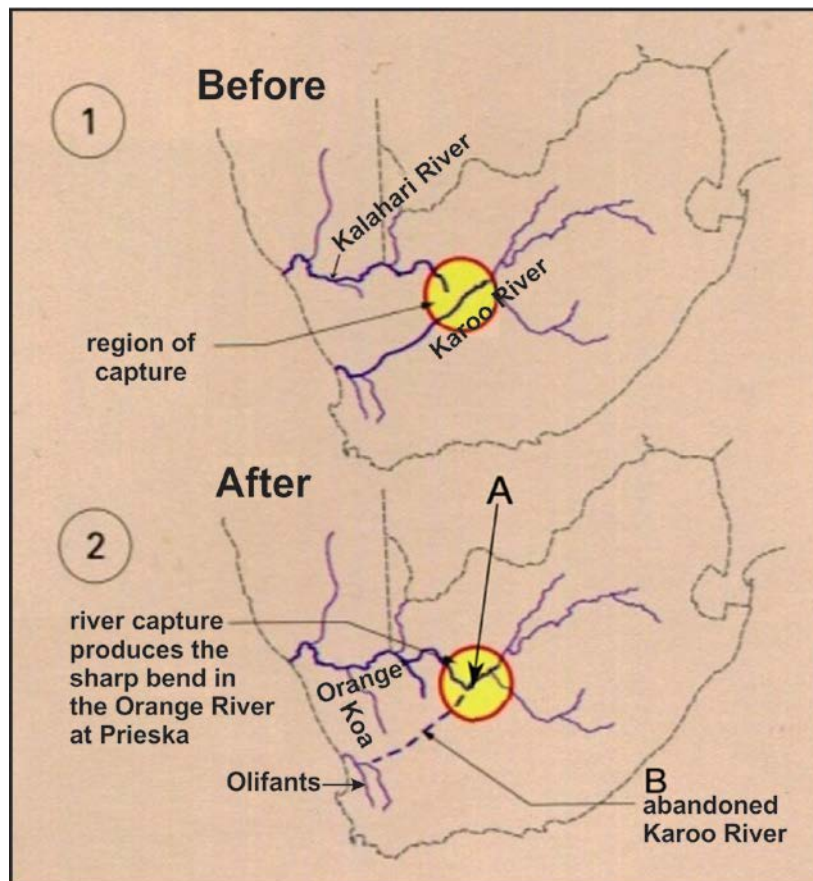 1
Before
Kalahari River
Karoo River
region of
capture
After
2
A
river capture
produces the
sharp bend in
the Orange River
at Prieska
Orange
Koa
Olifants
B
abandoned
Karoo River